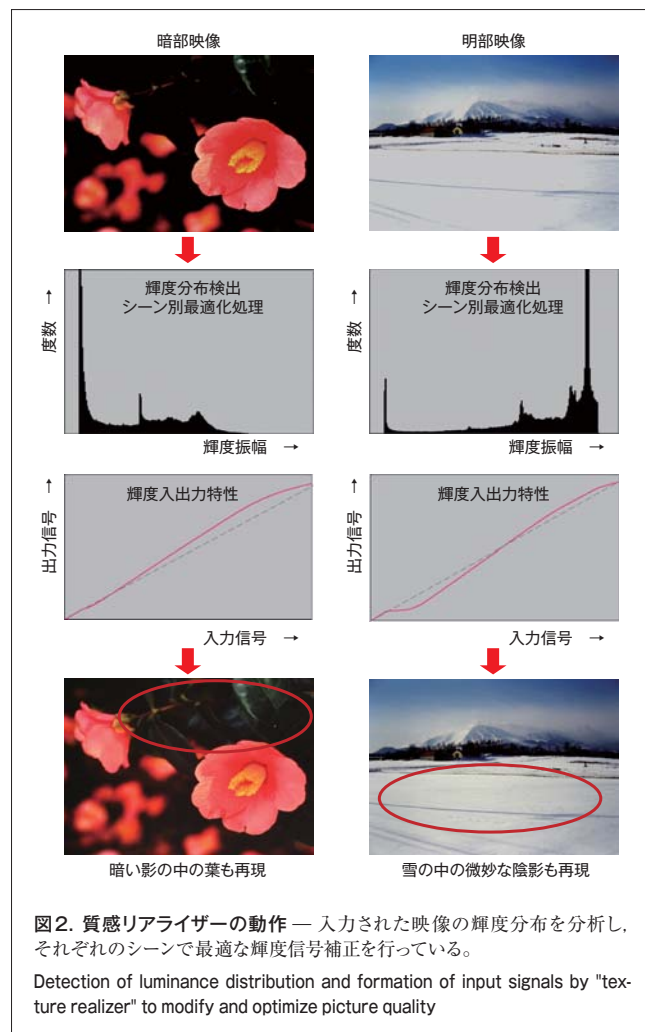 暗部映像
明部映像
度数 →
輝度分布検出
シーン別最適化処理
輝度振幅 →
度数 →
輝度分布検出
シーン別最適化処理
輝度振幅 →
出力信号 →
輝度入出力特性
入力信号 →
出力信号 →
輝度入出力特性
入力信号 →
暗い影の中の葉も再現
雪の中の微妙な陰影も再現
図2. 質感リアライザーの動作 — 入力された映像の輝度分布を分析し,
それぞれのシーンで最適な輝度信号補正を行っている。
Detection of luminance distribution and formation of input signals by "tex-
ture realizer" to modify and optimize picture quality